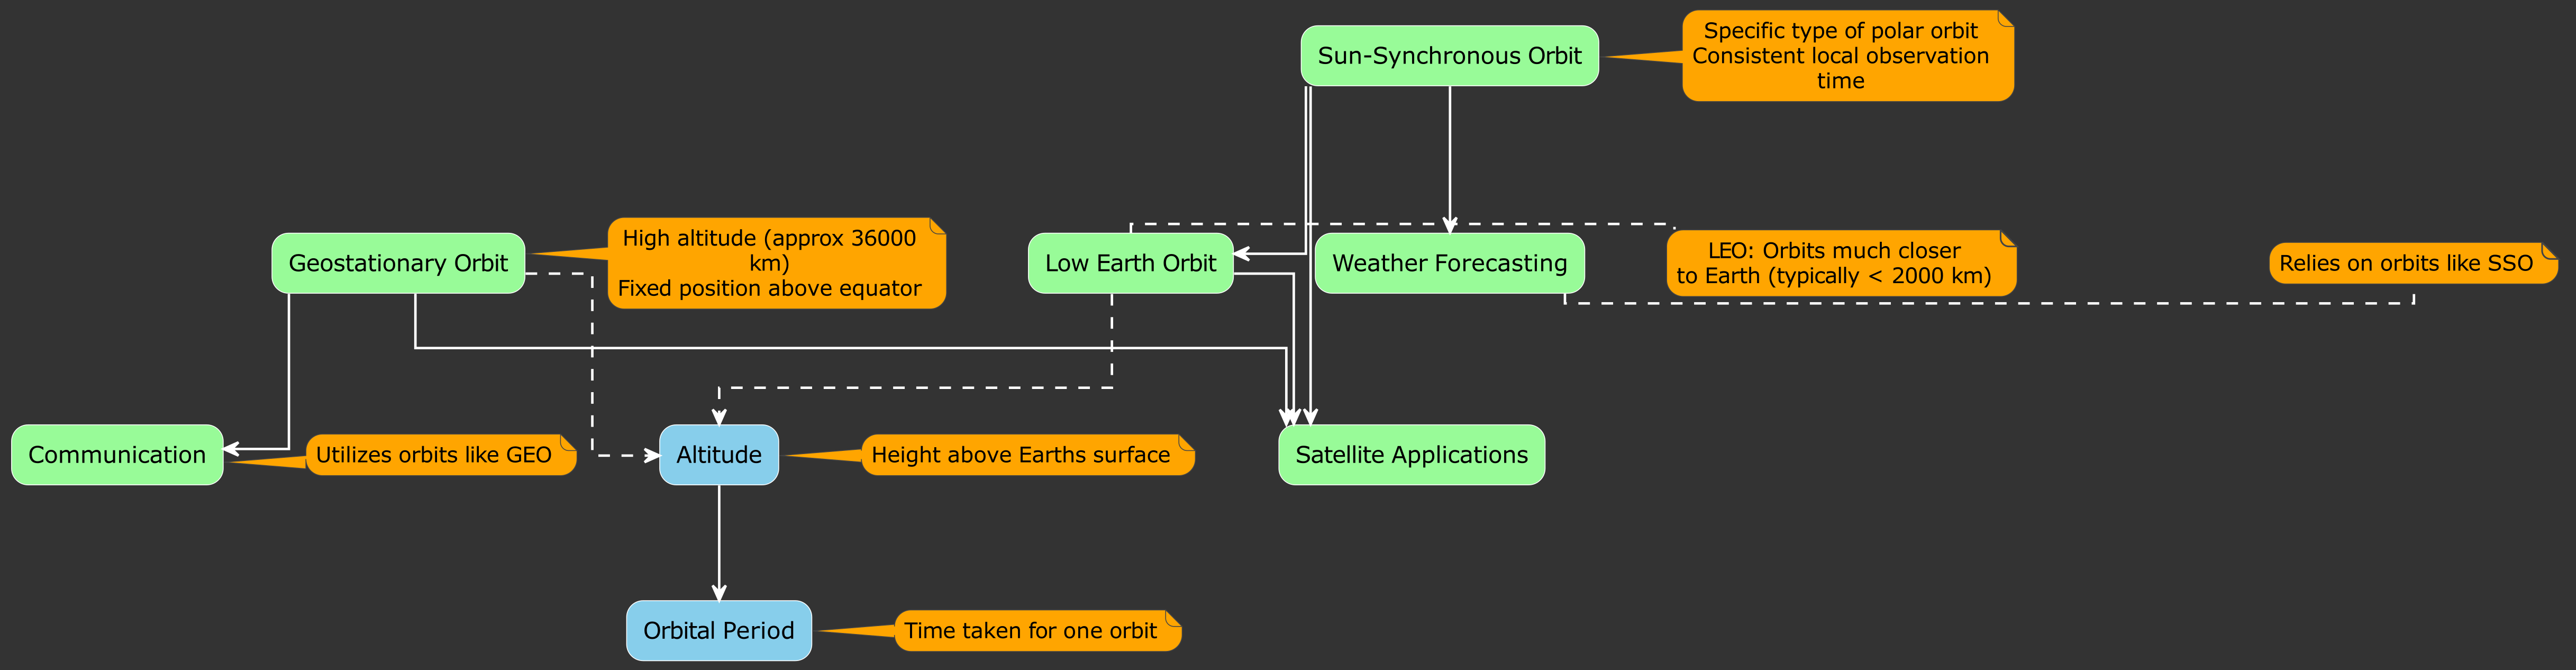 Sun-Synchronous Orbit
Specific type of polar orbit
Consistent local observation
time
Geostationary Orbit
High altitude (approx 36000
km)
Fixed position above equator
Low Earth Orbit
Weather Forecasting
LEO: Orbits much closer
to Earth (typically < 2000 km)
Relies on orbits like SSO
Communication
Utilizes orbits like GEO
Altitude
Height above Earths surface
Satellite Applications
Orbital Period
Time taken for one orbit